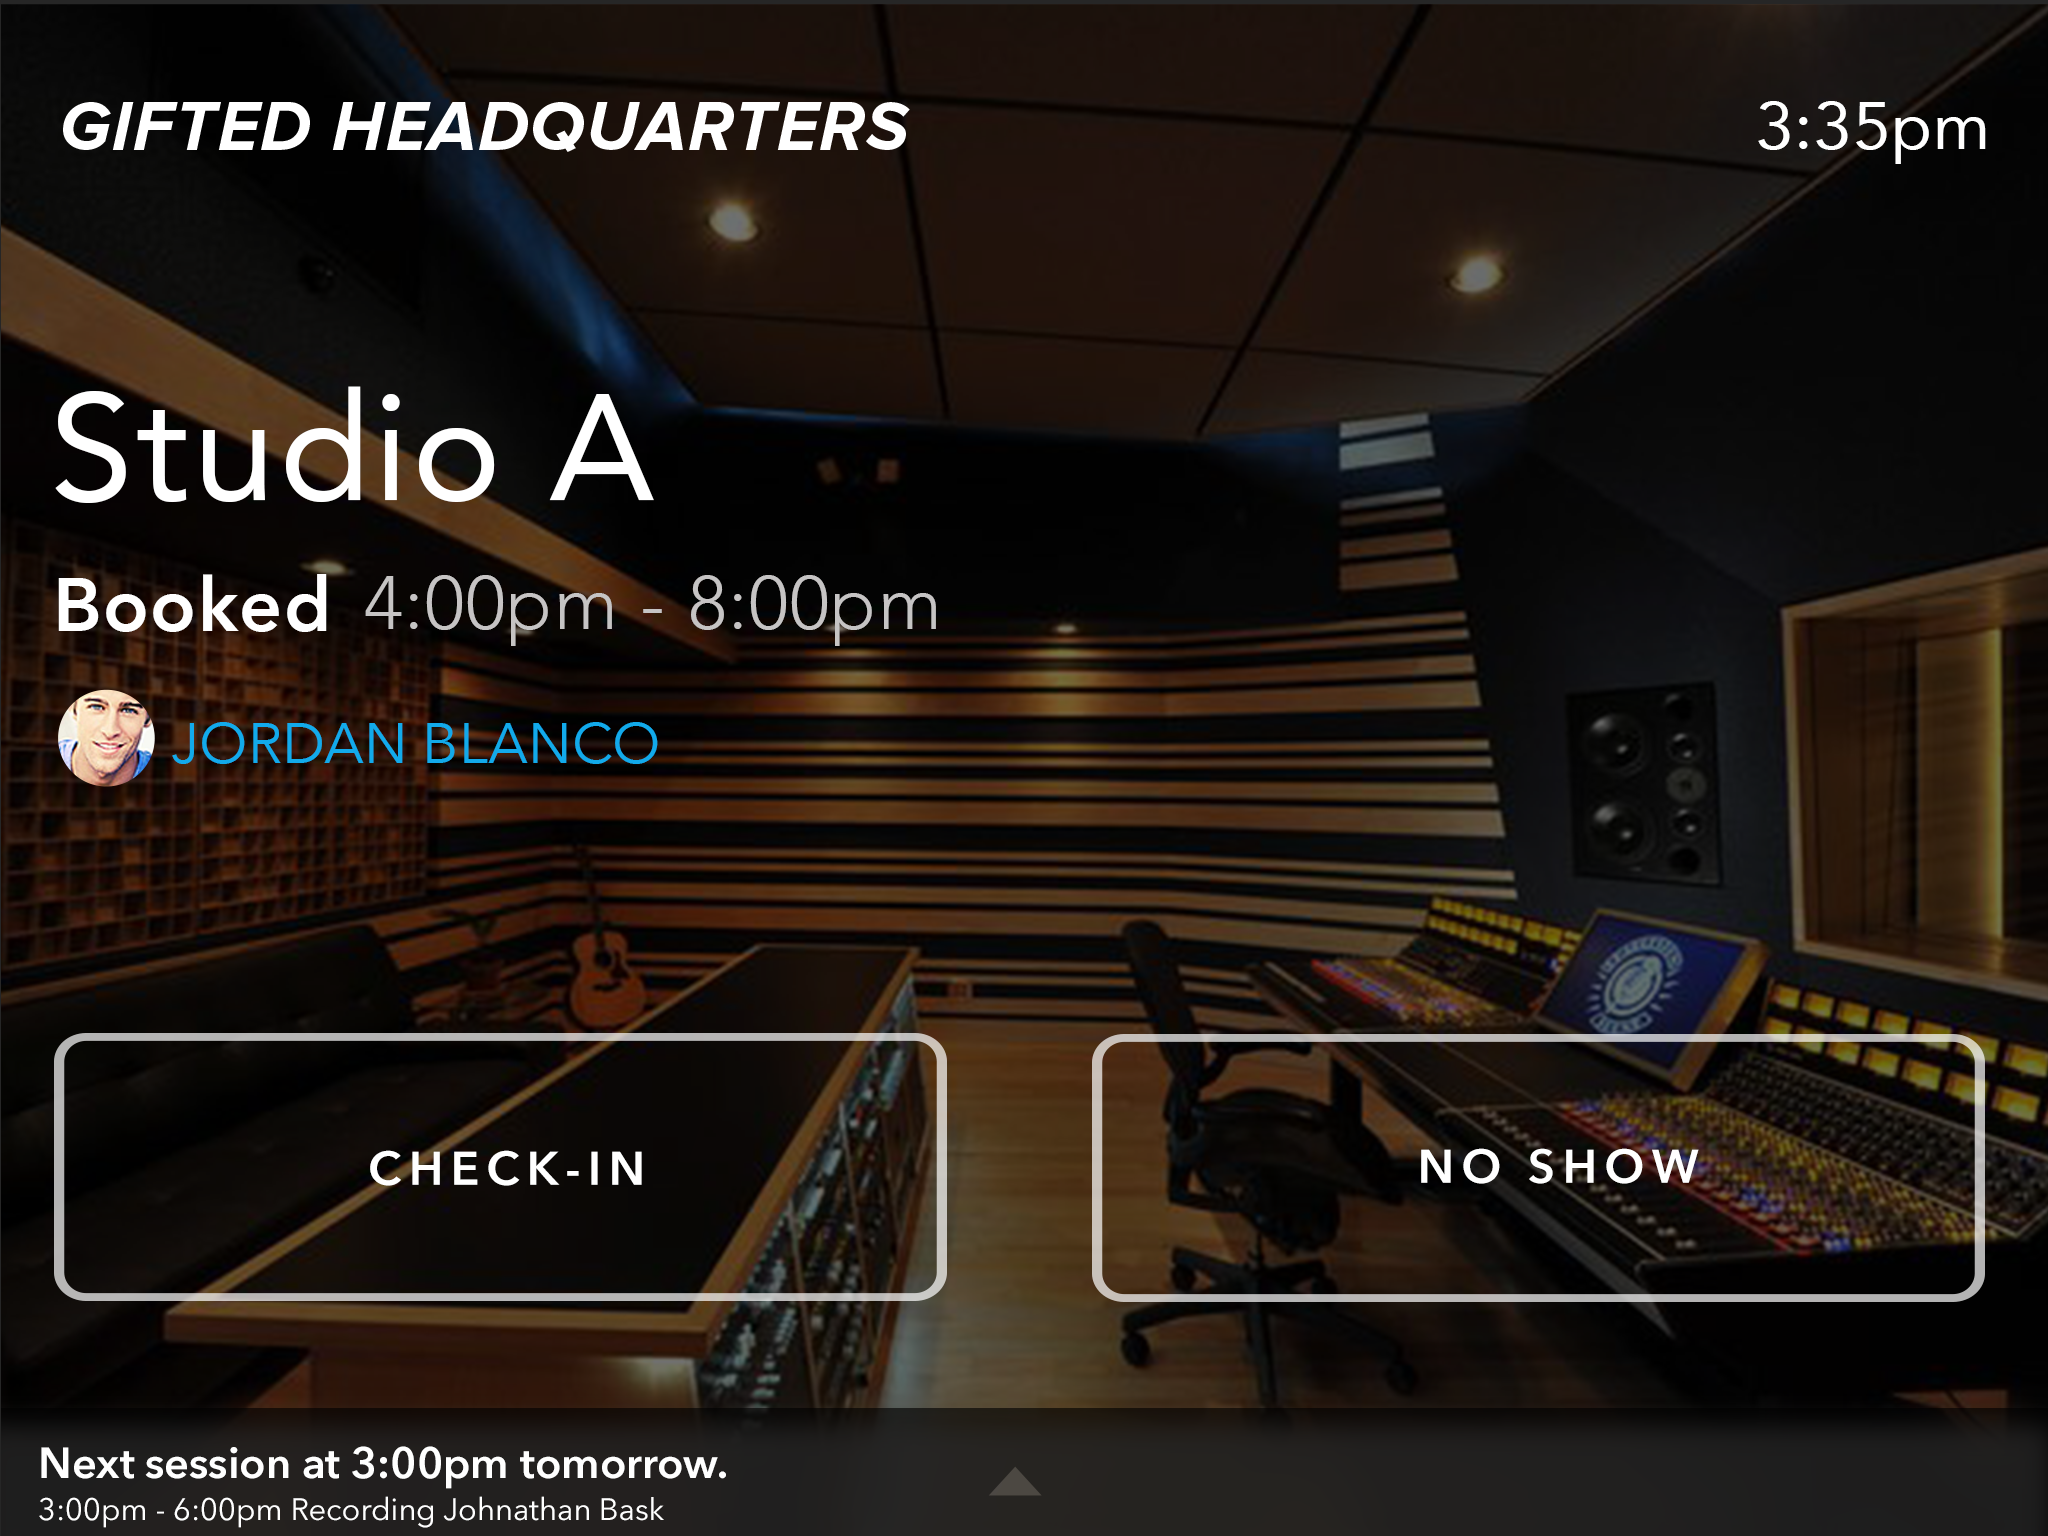 GIFTED HEADQUARTERS
3:35pm
Studio A
Booked 4:00pm - 8:00pm
JORDAN BLANCO
CHECK-IN
NO SHOW
Next session at 3:00pm tomorrow.
3:00pm - 6:00pm Recording Johnathan Bask